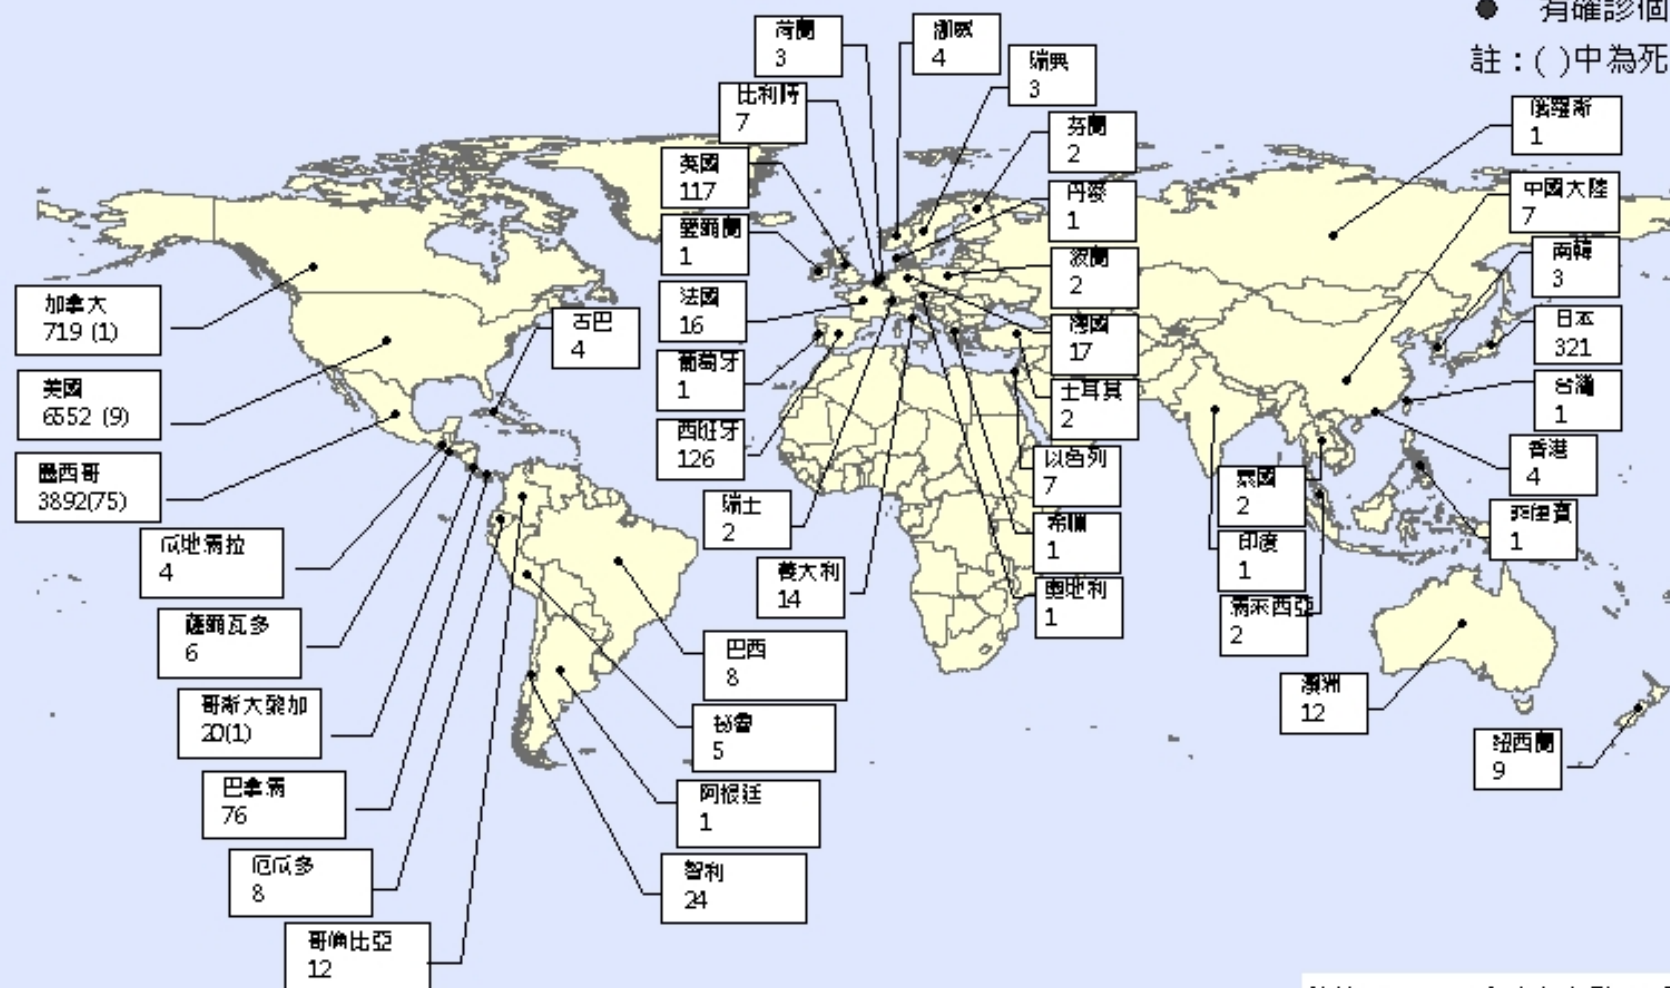 有確診個
註：( )中為死
荷蘭
3
挪威
4
瑞典
3
比利時
7
芬蘭
2
俄羅斯
1
英國
117
丹麥
1
中國大陸
7
愛爾蘭
1
波蘭
2
南韓
3
加拿大
719 (1)
法國
16
古巴
4
德國
17
日本
321
美國
6552 (9)
葡萄牙
1
土耳其
2
台灣
1
墨西哥
3892(75)
西班牙
126
以色列
7
泰國
2
香港
4
瑞士
2
希臘
1
印度
1
菲律賓
1
瓜地馬拉
4
義大利
14
奧地利
1
馬來西亞
2
薩爾瓦多
6
巴西
8
澳洲
12
哥斯大黎加
20(1)
秘魯
5
紐西蘭
9
巴拿馬
76
阿根廷
1
厄瓜多
8
智利
24
哥倫比亞
12